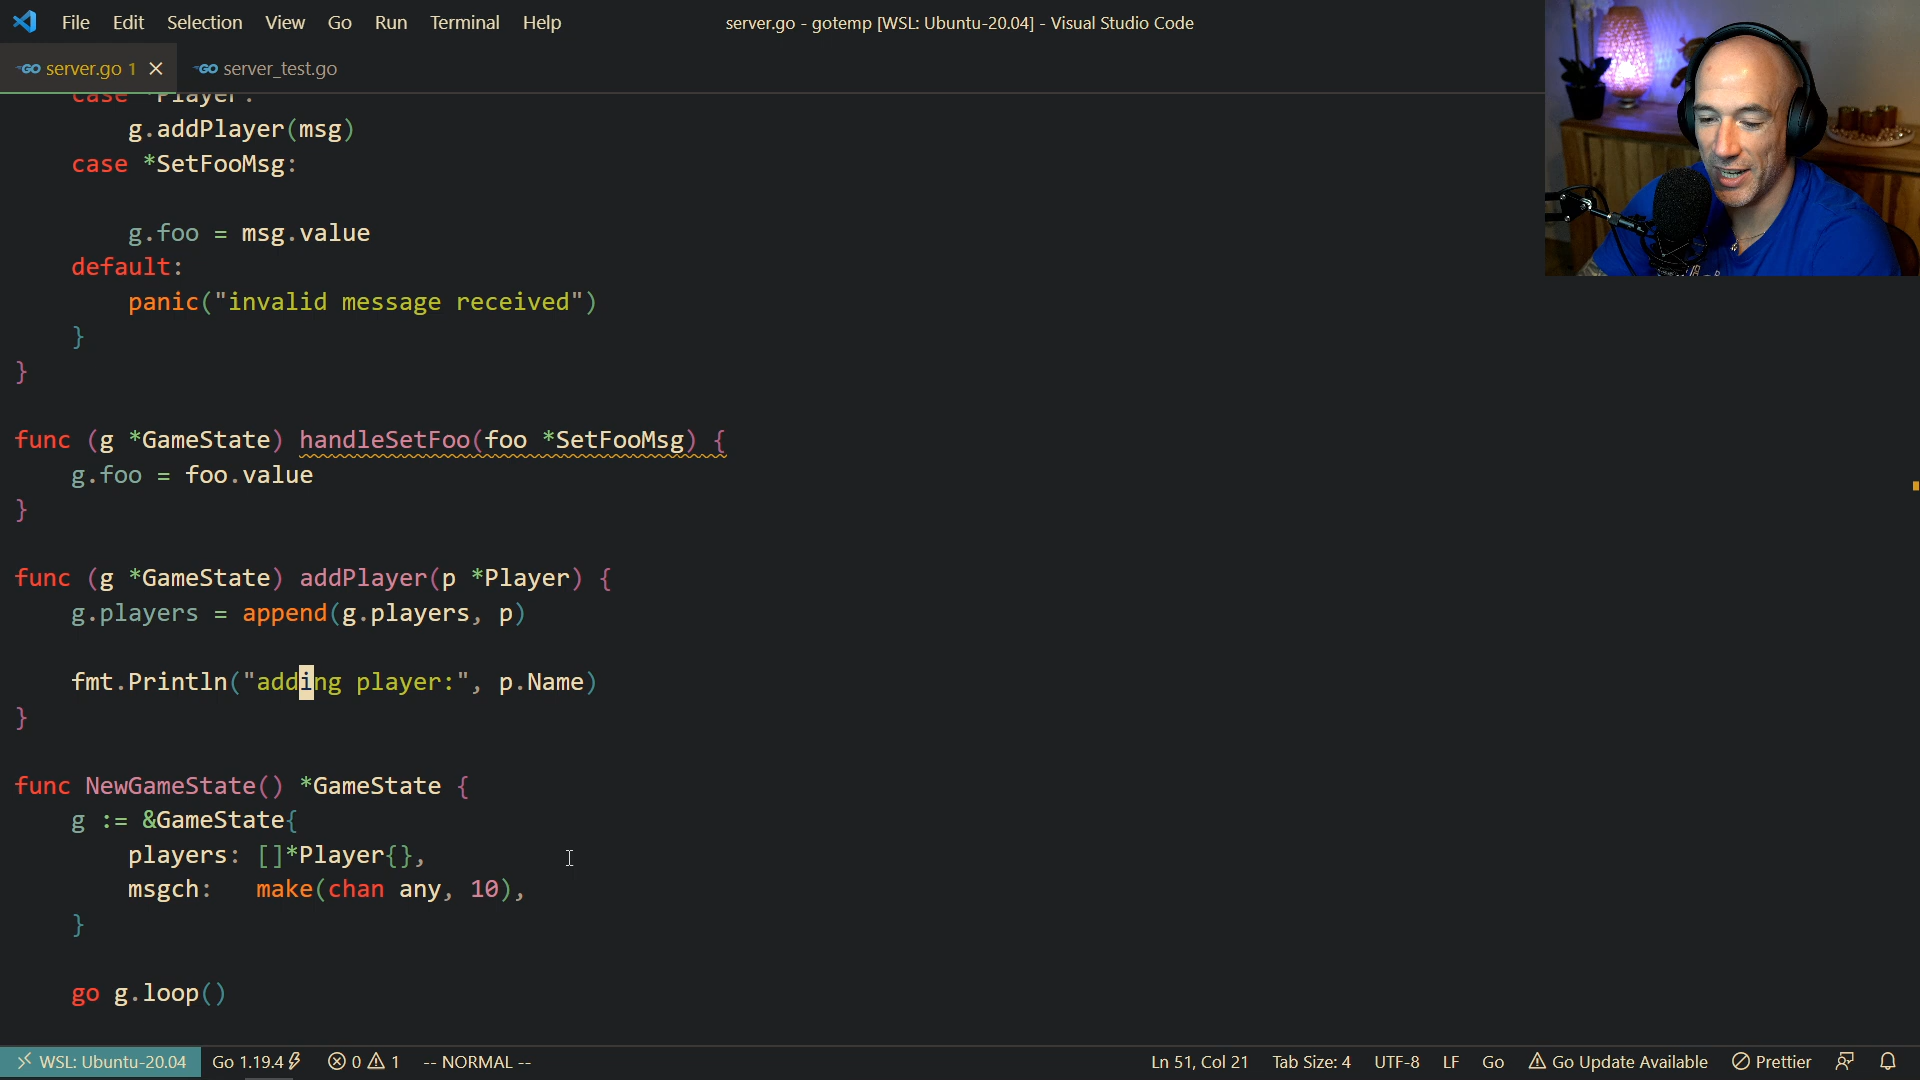 File Edit Selection View Go Run Terminal Help
server.go - gotemp [WSL: Ubuntu-20.04] - Visual Studio Code
GO server.go 1 GO server_test.go
case *Player:
g.addPlayer(msg)
case *SetFooMsg:
g.foo = msg.value
default:
panic("invalid message received")
}
}
func (g *GameState) handleSetFoo(foo *SetFooMsg) {
g.foo = foo.value
}
func (g *GameState) addPlayer(p *Player) {
g.players = append(g.players, p)
fmt.Println("adding player:", p.Name)
}
func NewGameState() *GameState {
g := &GameState{
players: []*Player{},
msgch: make(chan any, 10),
}
go g.loop()
WSL: Ubuntu-20.04 Go 1.19.4 0 1 -- NORMAL -- Ln 51, Col 21 Tab Size: 4 UTF-8 LF Go Go Update Available Prettier